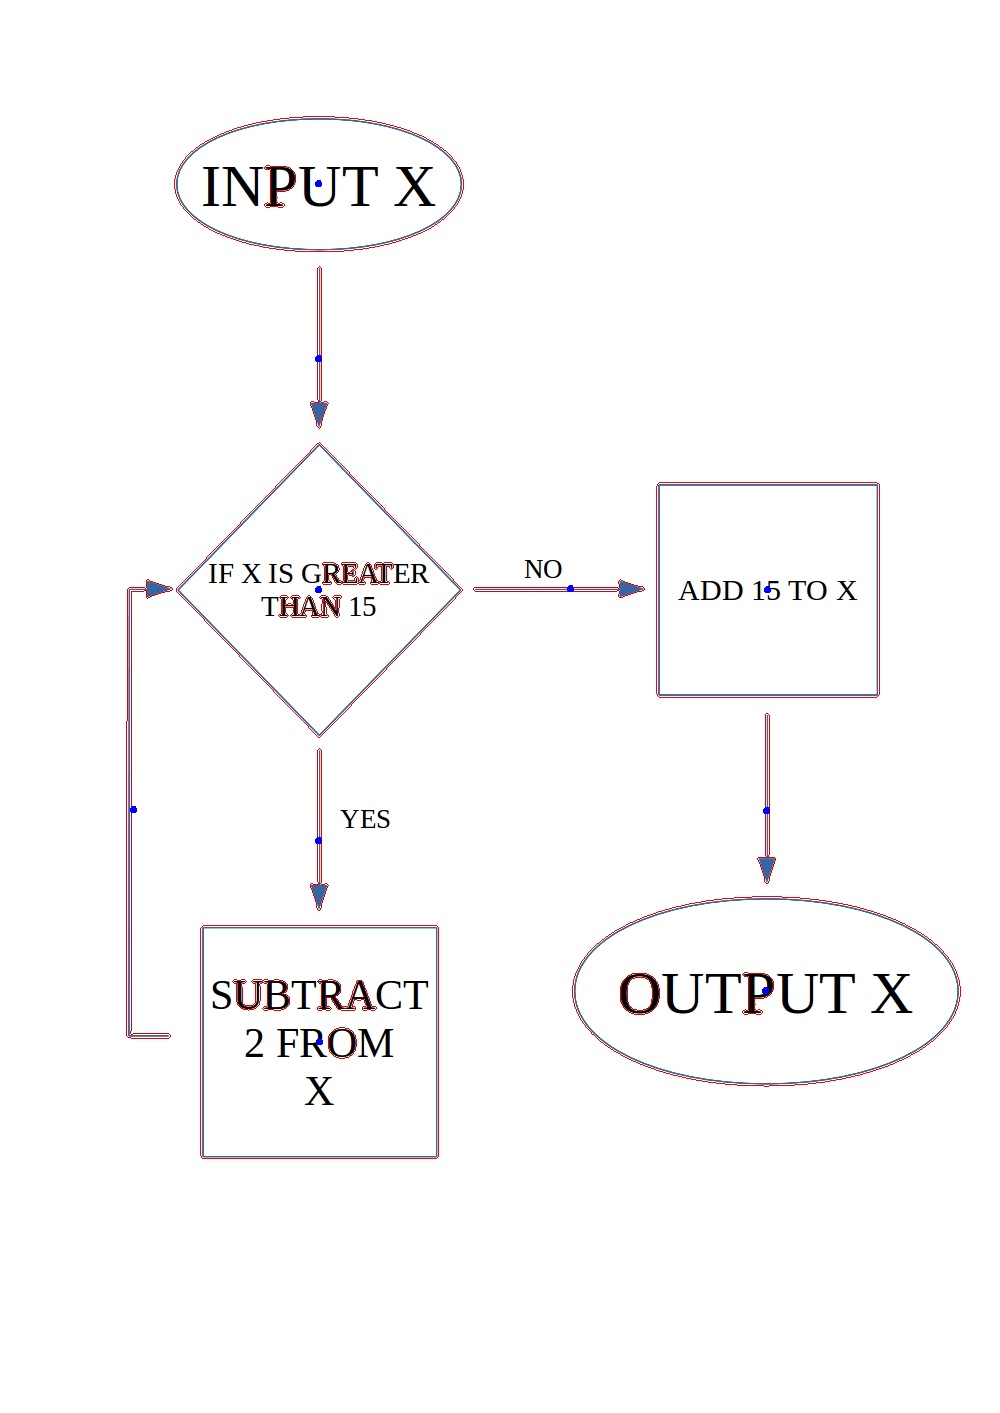 INPUT X
IF X IS GREATER
THAN 15
NO
ADD 15 TO X
YES
SUBTRACT
2 FROM
X
OUTPUT X